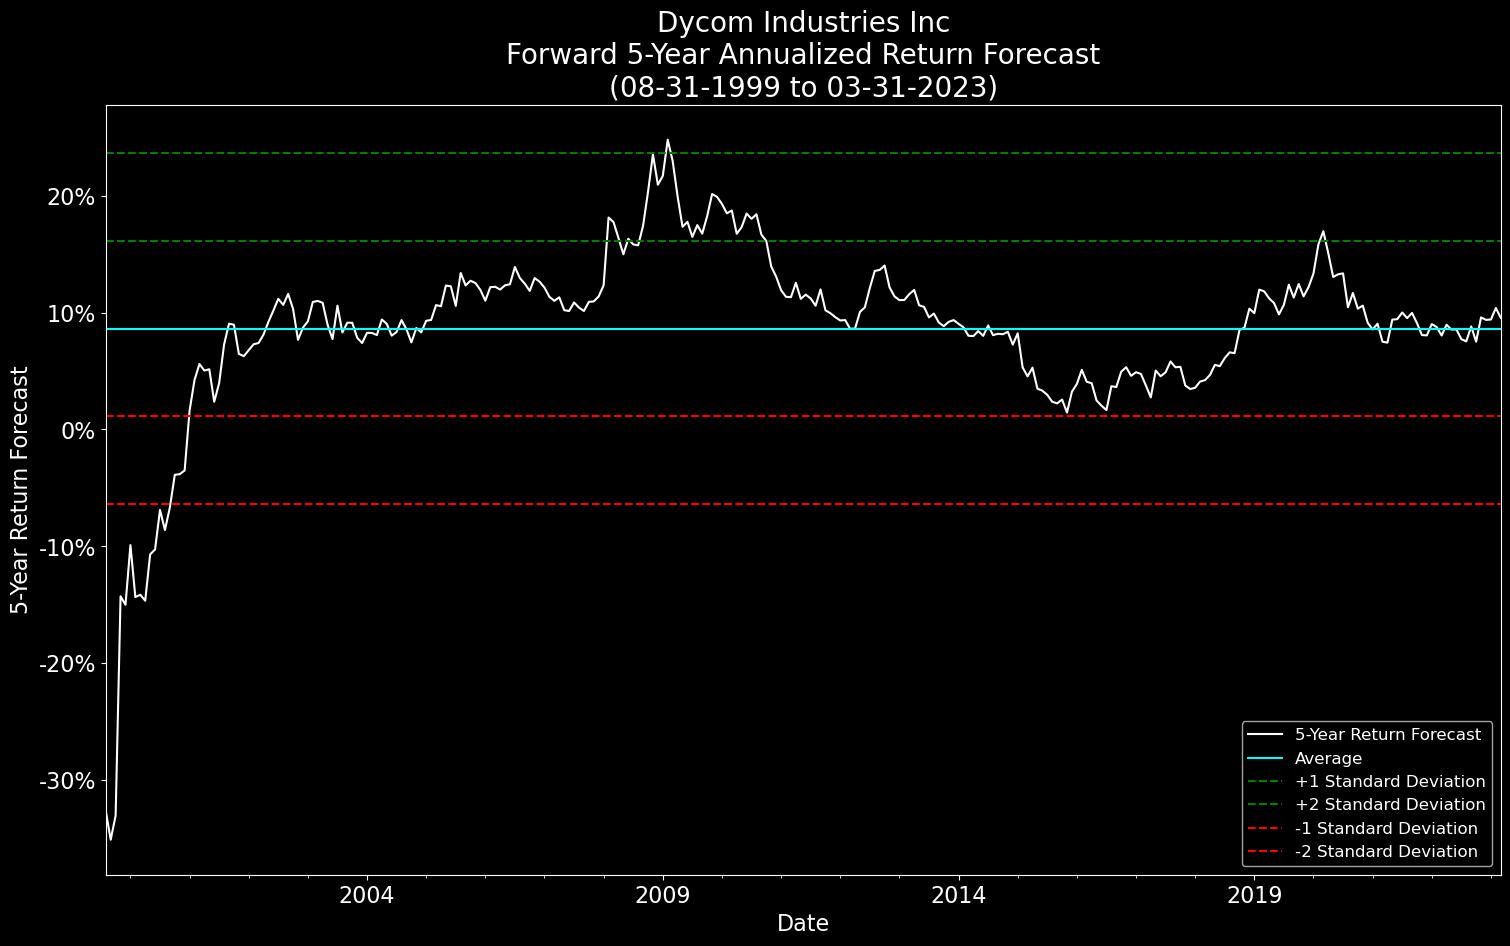 Dycom Industries Inc
Forward 5-Year Annualized Return Forecast
(08-31-1999 to 03-31-2023)
5-Year Return Forecast
20%
10%
0%
-10%
-20%
-30%
2004
2009
2014
2019
Date
5-Year Return Forecast
Average
+1 Standard Deviation
+2 Standard Deviation
-1 Standard Deviation
-2 Standard Deviation